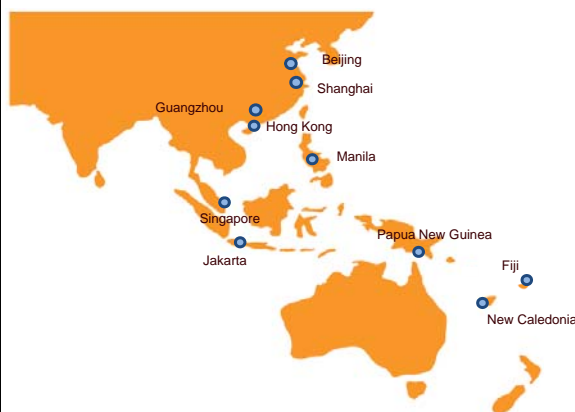 Beijing
Shanghai
Guangzhou
Hong Kong
Manila
Singapore
Papua New Guinea
Jakarta
Fiji
New Caledonia